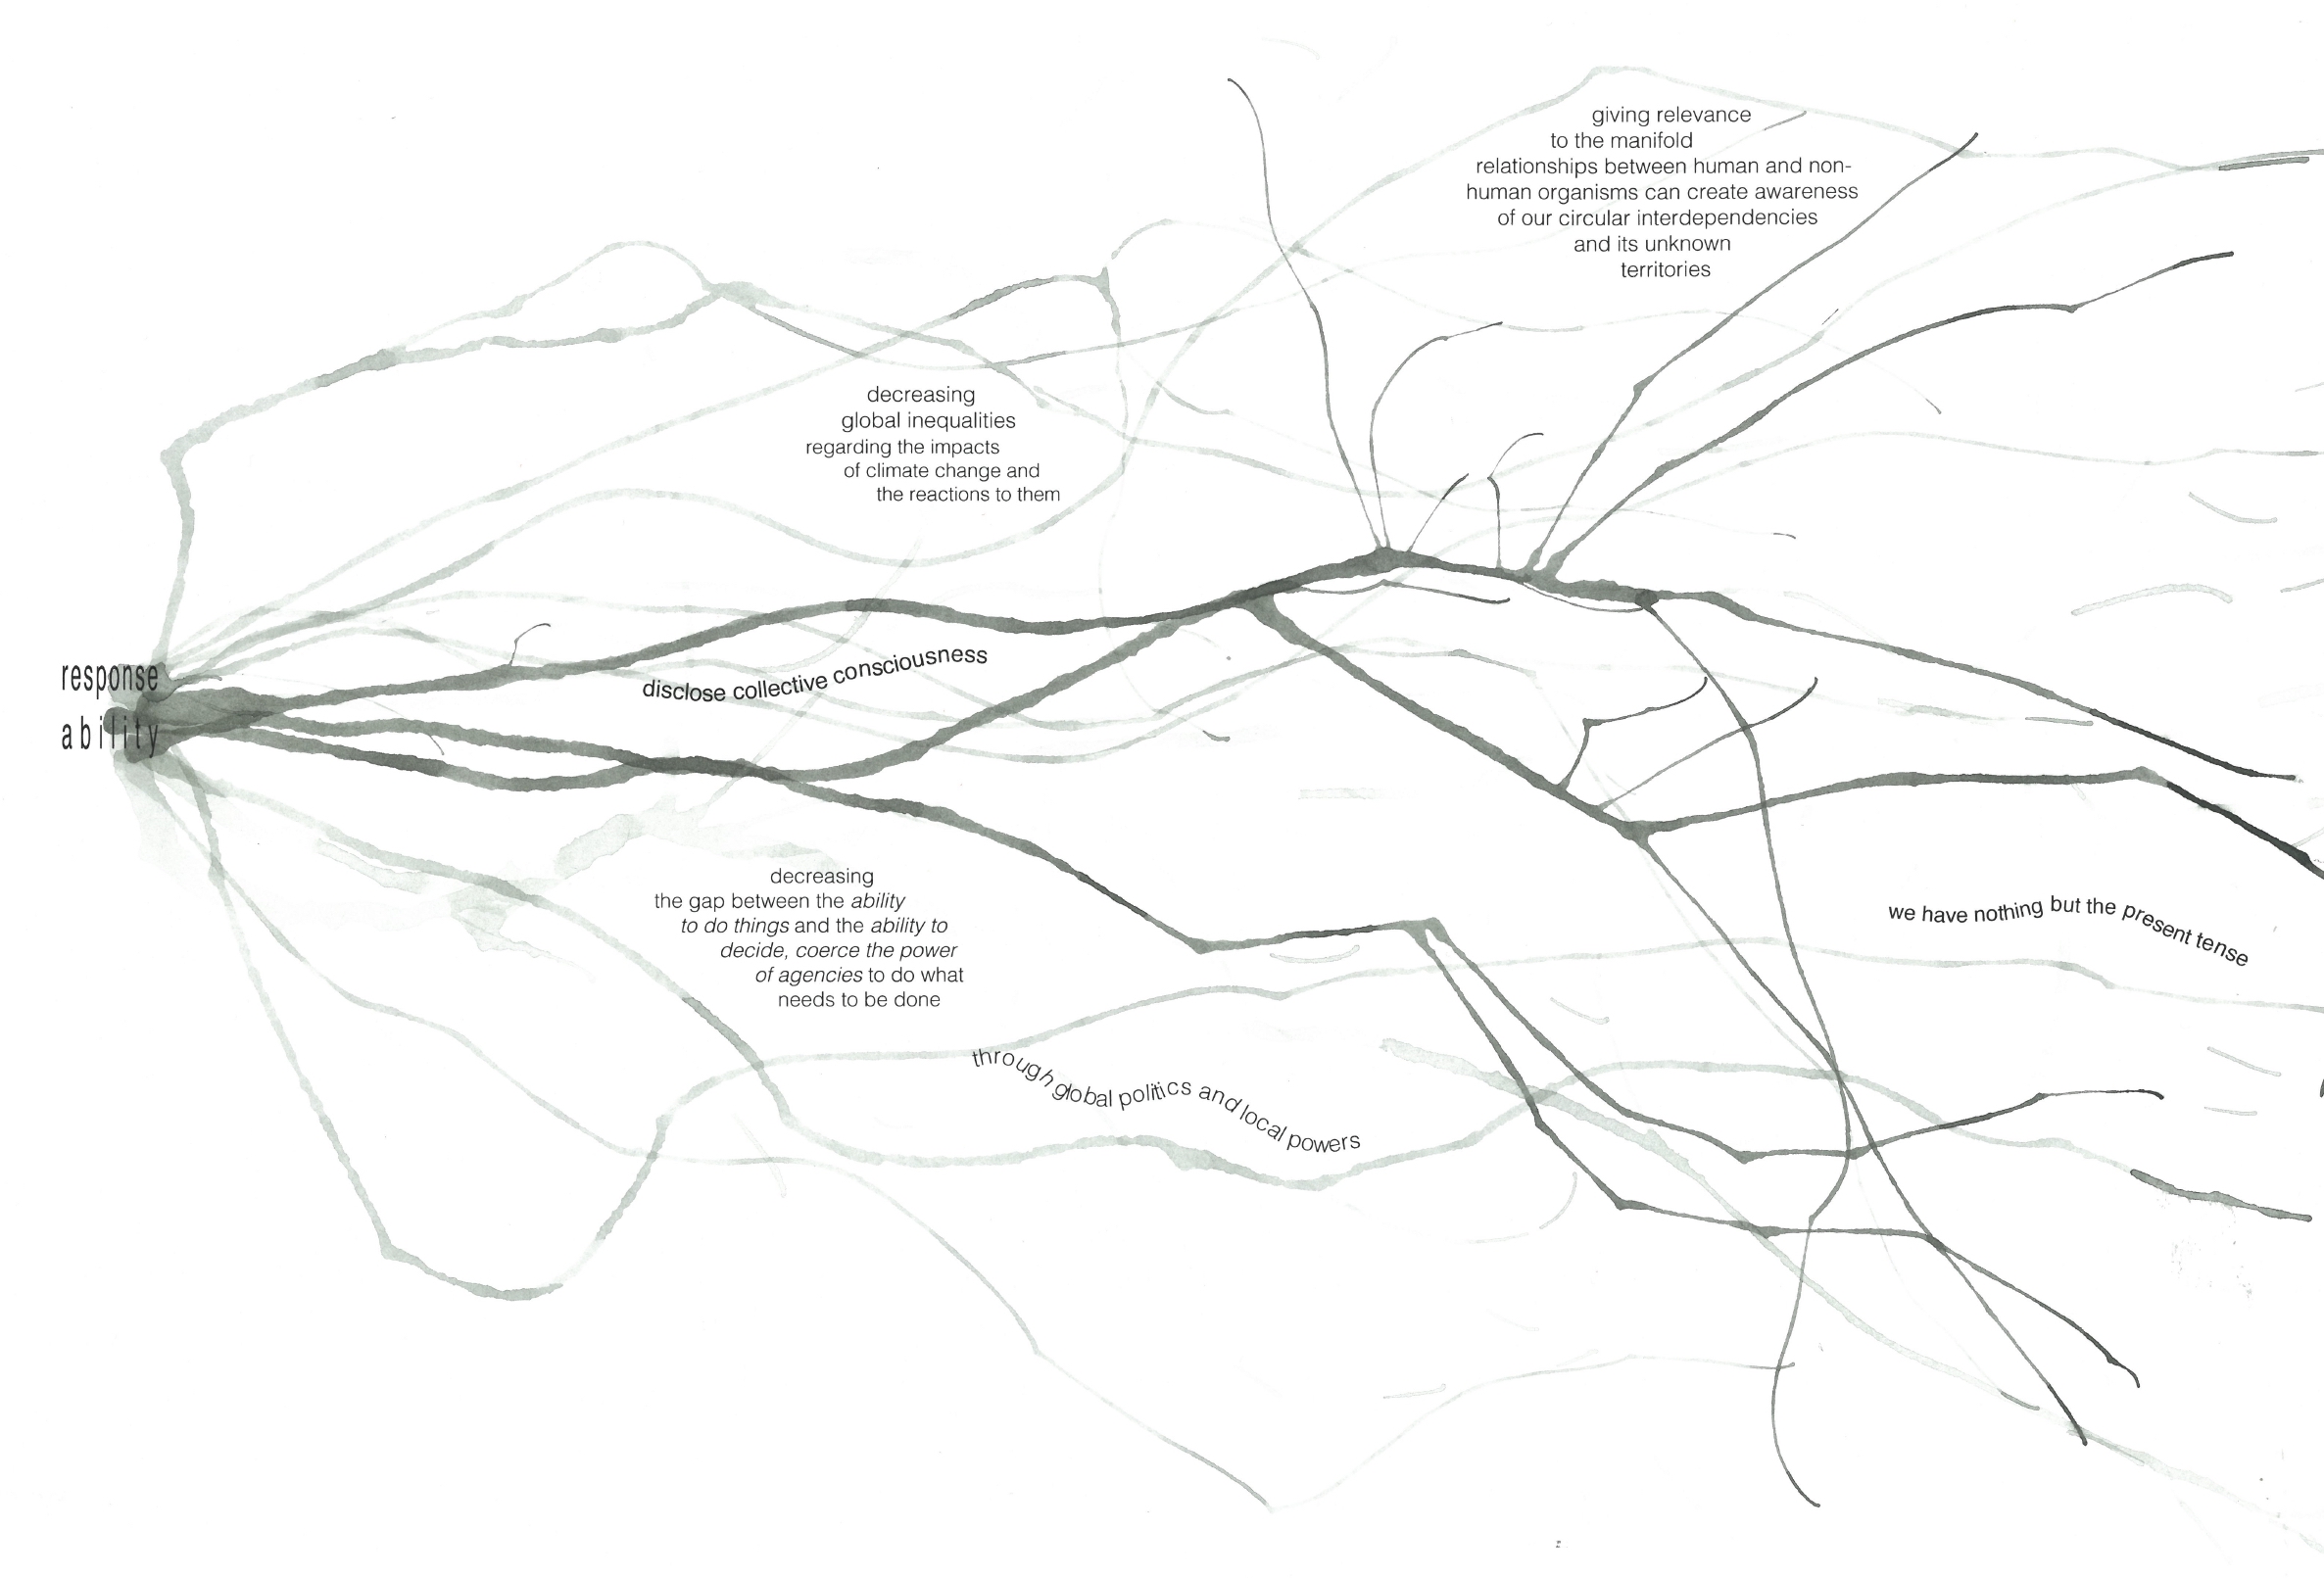 response
ability
giving relevance
to the manifold
relationships between human and non-
human organisms can create awareness
of our circular interdependencies
and its unknown
territories
decreasing
global inequalities
regarding the impacts
of climate change and
the reactions to them
disclose collective consciousness
decreasing
the gap between the ability
to do things and the ability to
decide, coerce the power
of agencies to do what
needs to be done
through global politics and local powers
we have nothing but the present tense